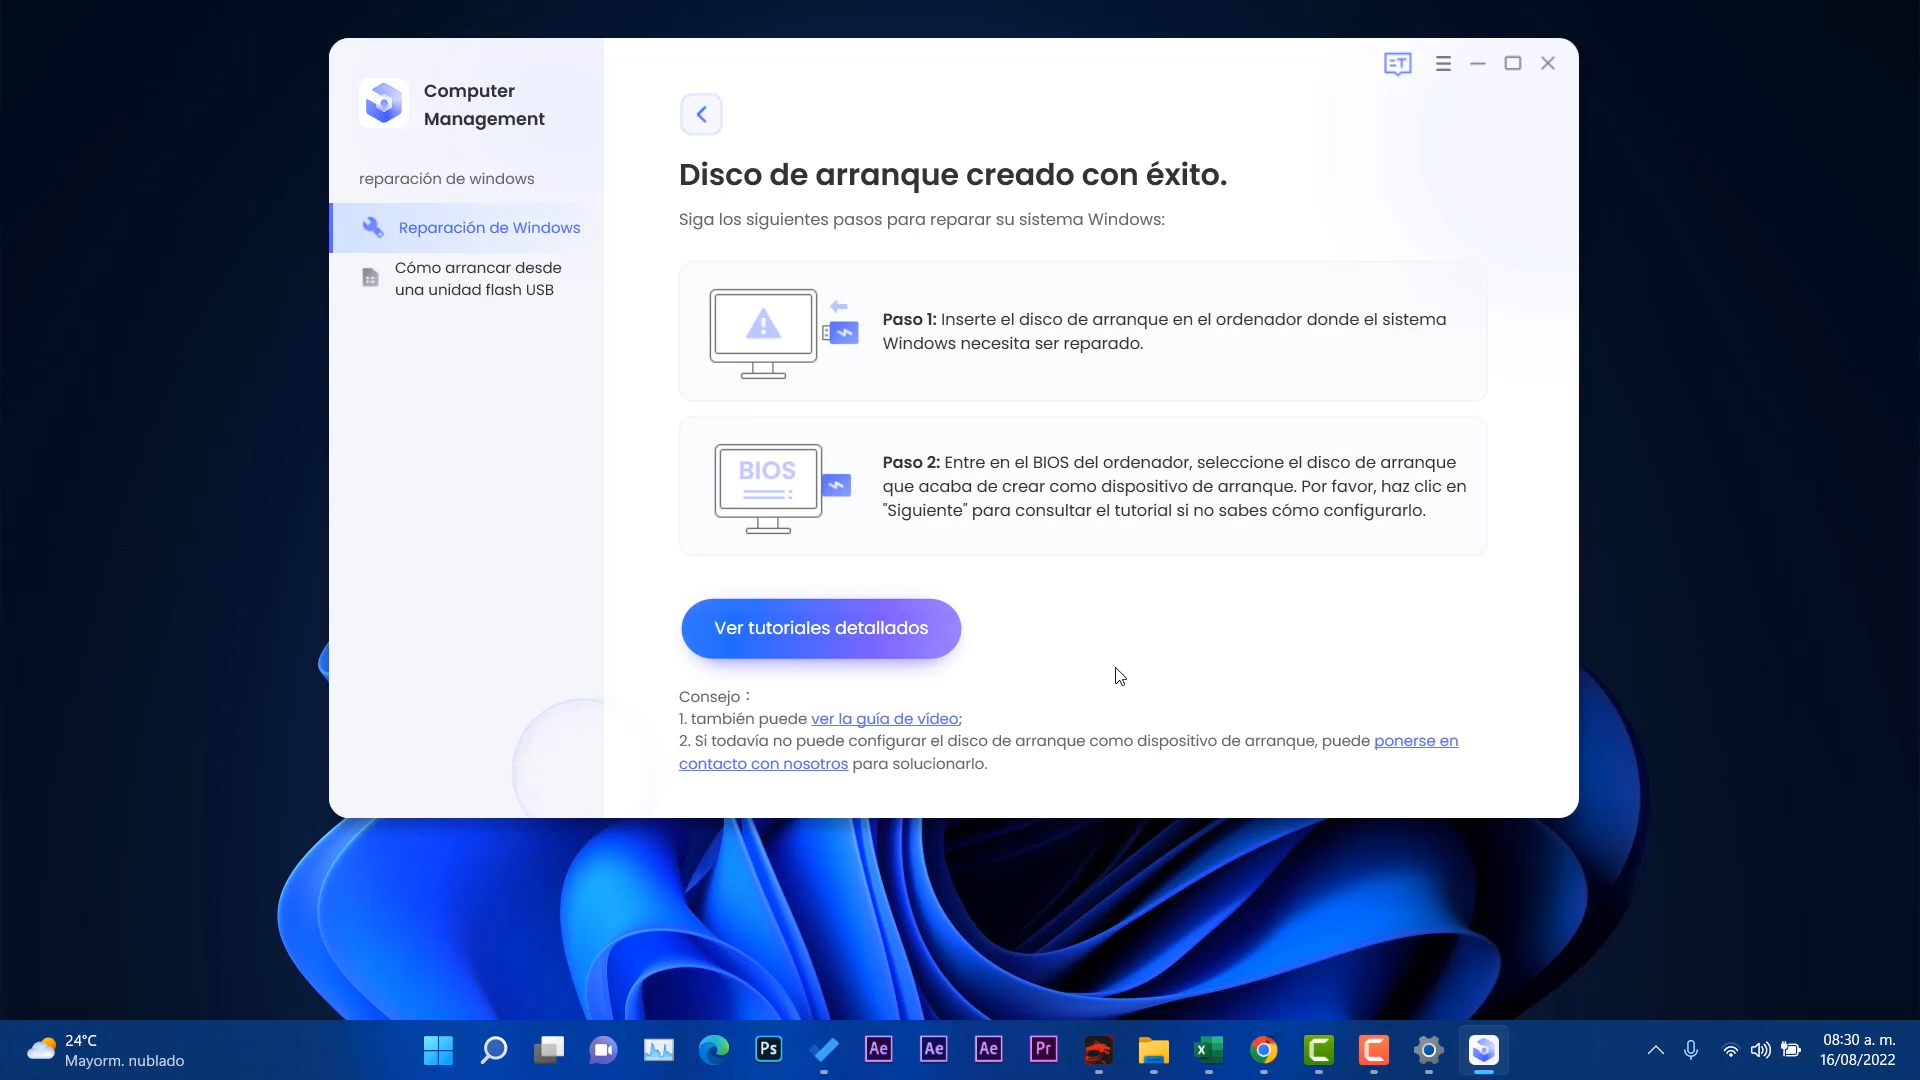 Computer
Management
reparación de windows
Reparación de Windows
Cómo arrancar desde
una unidad flash USB
Disco de arranque creado con éxito.
Siga los siguientes pasos para reparar su sistema Windows:
Paso 1: Inserte el disco de arranque en el ordenador donde el sistema
Windows necesita ser reparado.
BIOS
Paso 2: Entre en el BIOS del ordenador, seleccione el disco de arranque
que acaba de crear como dispositivo de arranque. Por favor, haz clic en
"Siguiente" para consultar el tutorial si no sabes cómo configurarlo.
Ver tutoriales detallados
Consejo：
1. también puede ver la guía de vídeo;
2. Si todavía no puede configurar el disco de arranque como dispositivo de arranque, puede ponerse en
contacto con nosotros para solucionarlo.
24°C
Mayorm. nublado
Ps
Ae
Ae
Ae
Pr
08:30 a. m.
16/08/2022